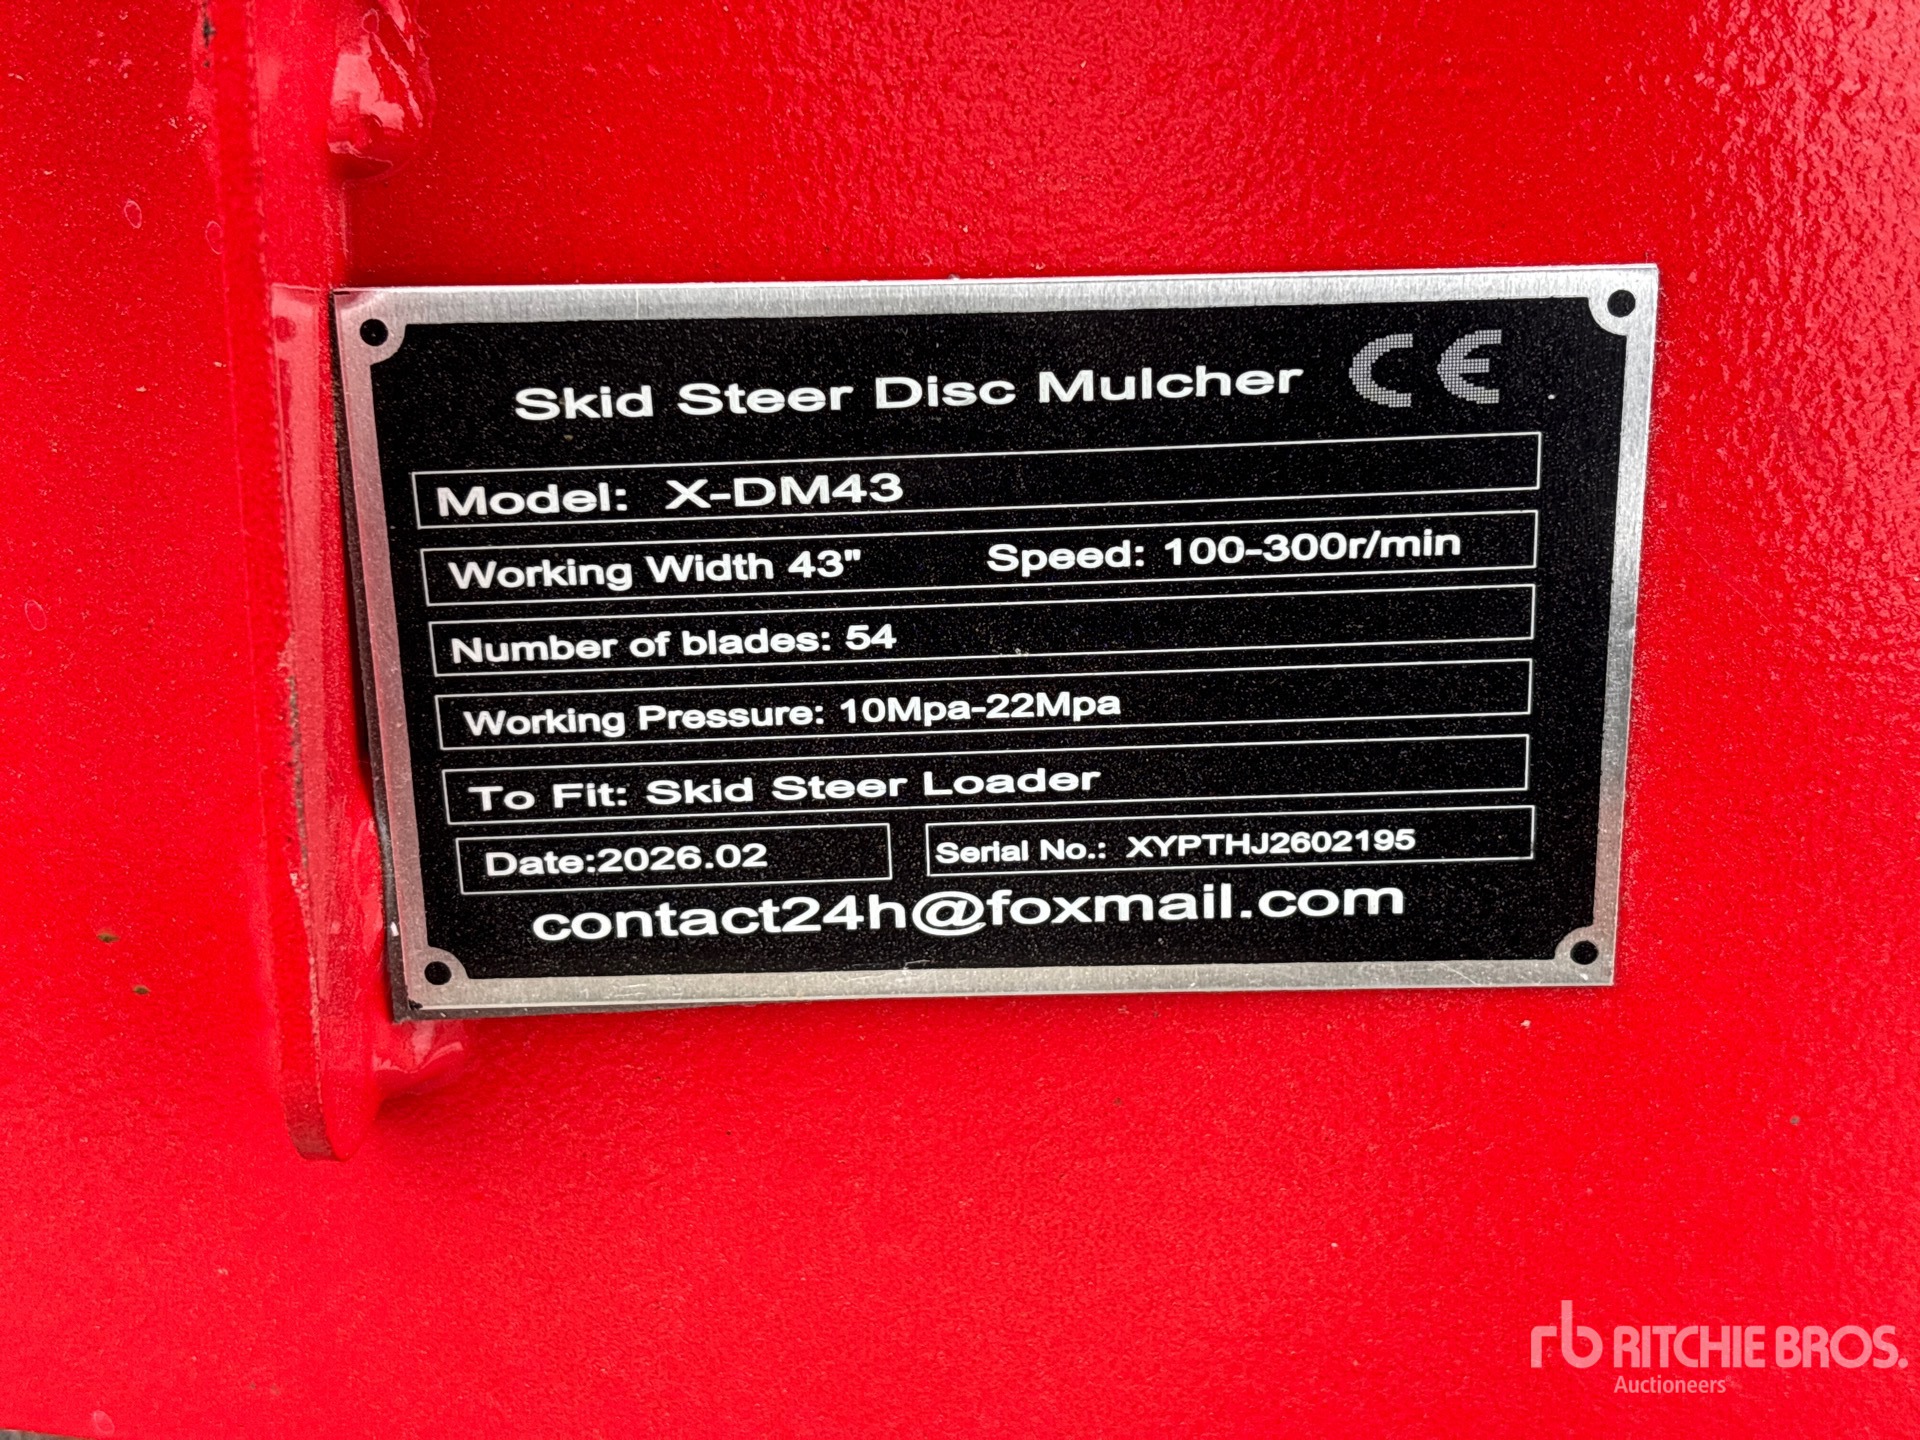 Skid Steer Disc Mulcher CE
Model: X-DM43
Working Width 43" Speed: 100-300r/min
Number of blades: 54
Working Pressure: 10Mpa-22Mpa
To Fit: Skid Steer Loader
Date:2026.02 Serial No.: XYPTHJ2602195
contact24h@foxmail.com
rb RITCHIE BROS.
Auctioneers